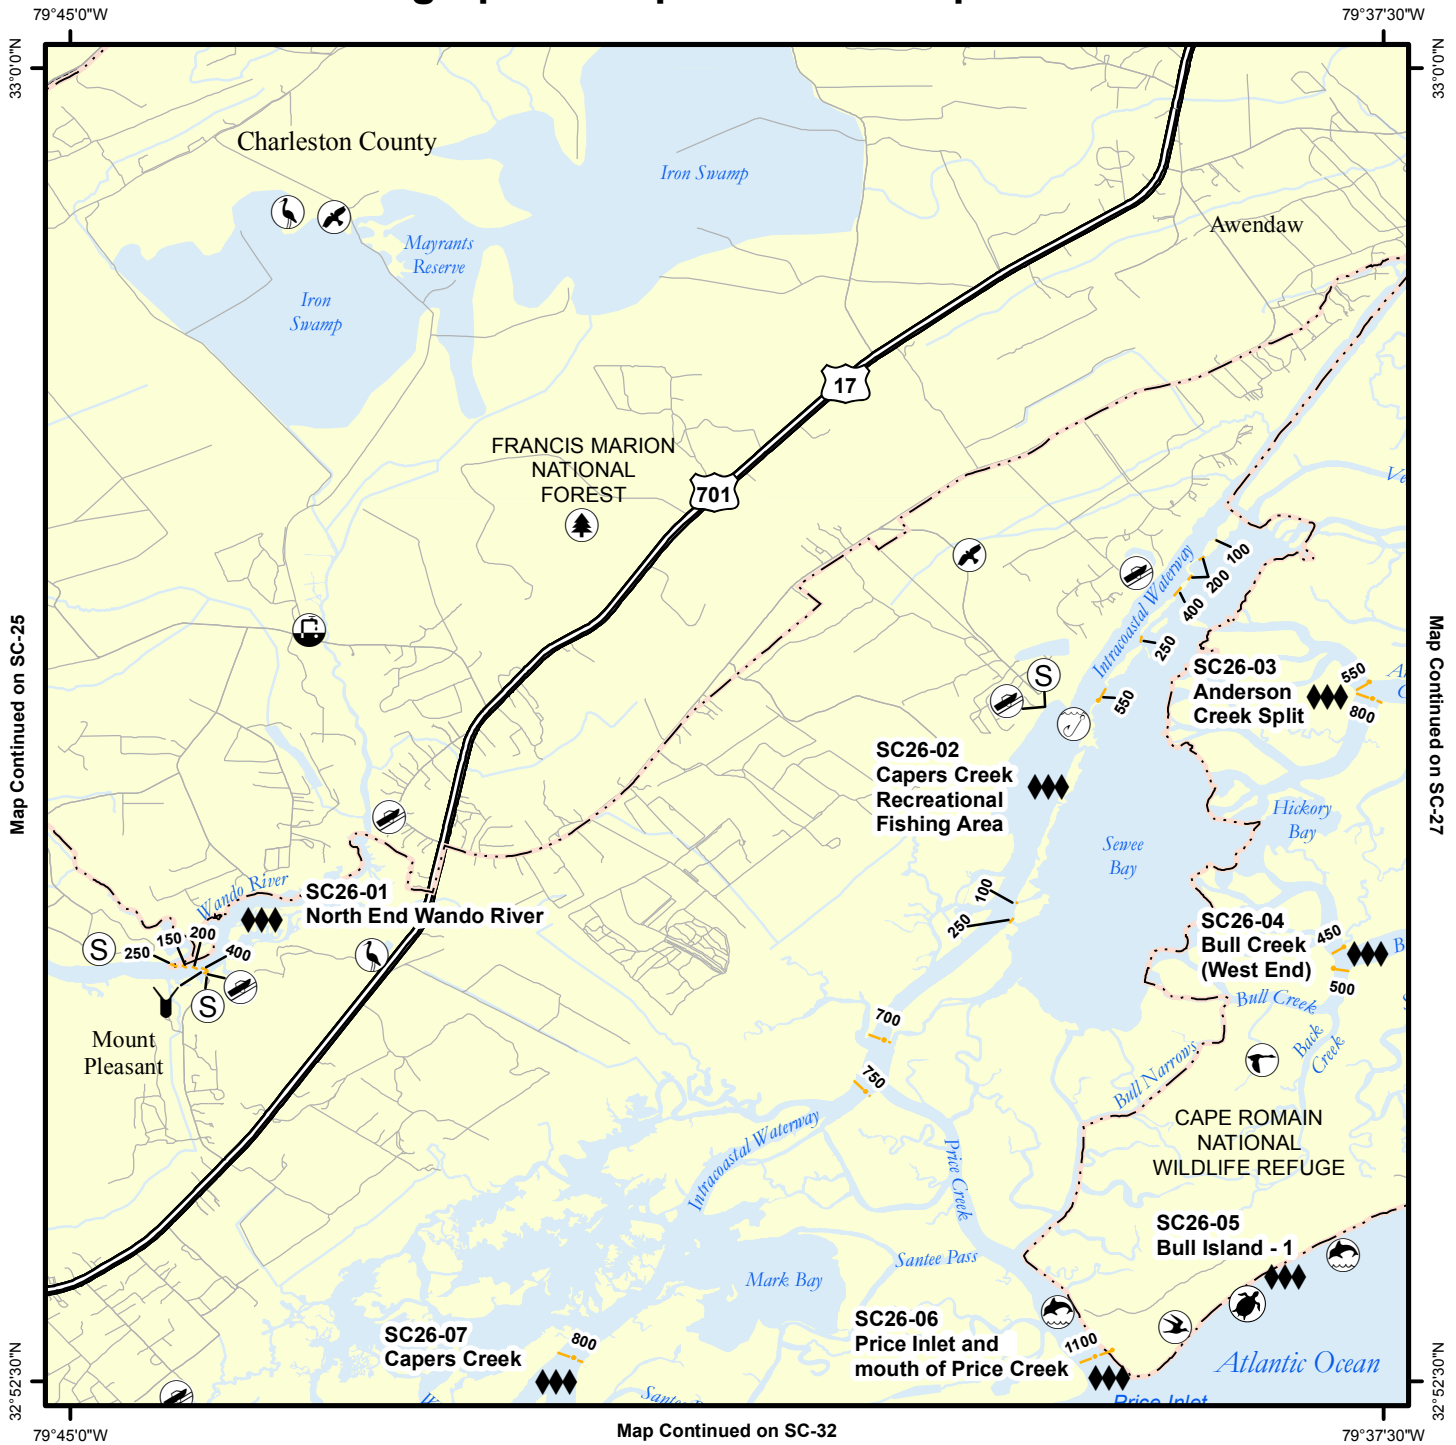 79°45'0"W
79°37'30"W
33°0'0"N
33°0'0"N
Charleston County
Iron Swamp
Awendaw
Mayrants
Reserve
Iron
Swamp
17
FRANCIS MARION
NATIONAL
FOREST
701
Intracoastal Waterway
100
200
400
250
550
S
SC26-03
Anderson
Creek Split
550
800
Map Continued on SC-25
Map Continued on SC-27
SC26-02
Capers Creek
Recreational
Fishing Area
Hickory
Bay
Sewee
Bay
Wando River
SC26-01
North End Wando River
100
250
SC26-04
Bull Creek
(West End)
450
500
S
250
150
200
400
S
Bull Creek
Back
Creek
Mount
Pleasant
700
750
Bull Narrows
CAPE ROMAIN
NATIONAL
WILDLIFE REFUGE
Intracoastal Waterway
Price Creek
SC26-05
Bull Island - 1
Santee Pass
Mark Bay
SC26-06
Price Inlet and
mouth of Price Creek
1100
SC26-07
Capers Creek
800
Atlantic Ocean
Price Inlet
32°52'30"N
32°52'30"N
79°45'0"W
Map Continued on SC-32
79°37'30"W